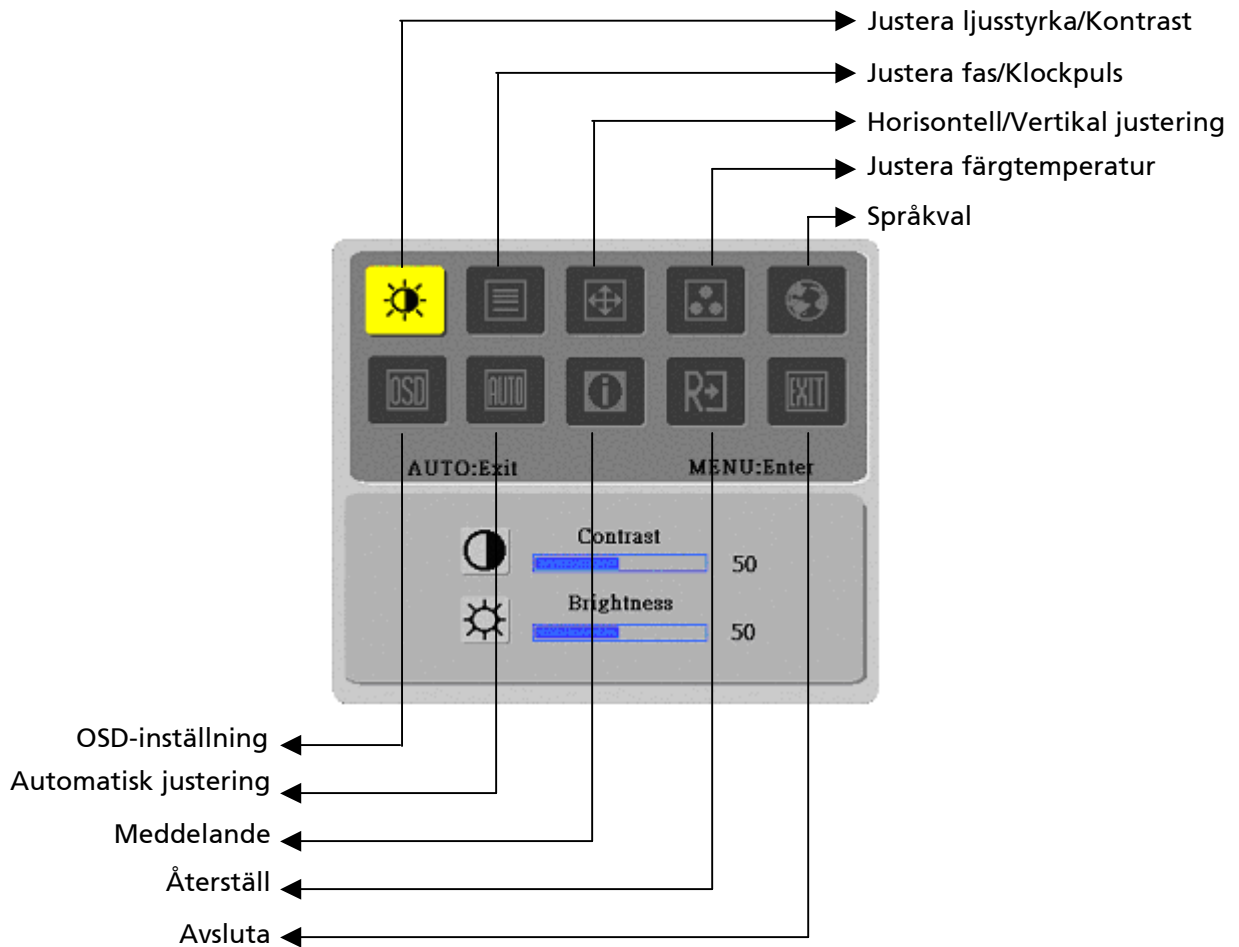 Justera ljusstyrka/Kontrast
Justera fas/Klockpuls
Horisontell/Vertikal justering
Justera färgtemperatur
Språkval
OSD
AUTO
i
R
EXIT
AUTO:Exit
MENU:Enter
Contrast
50
Brightness
50
OSD-inställning
Automatisk justering
Meddelande
Återställ
Avsluta